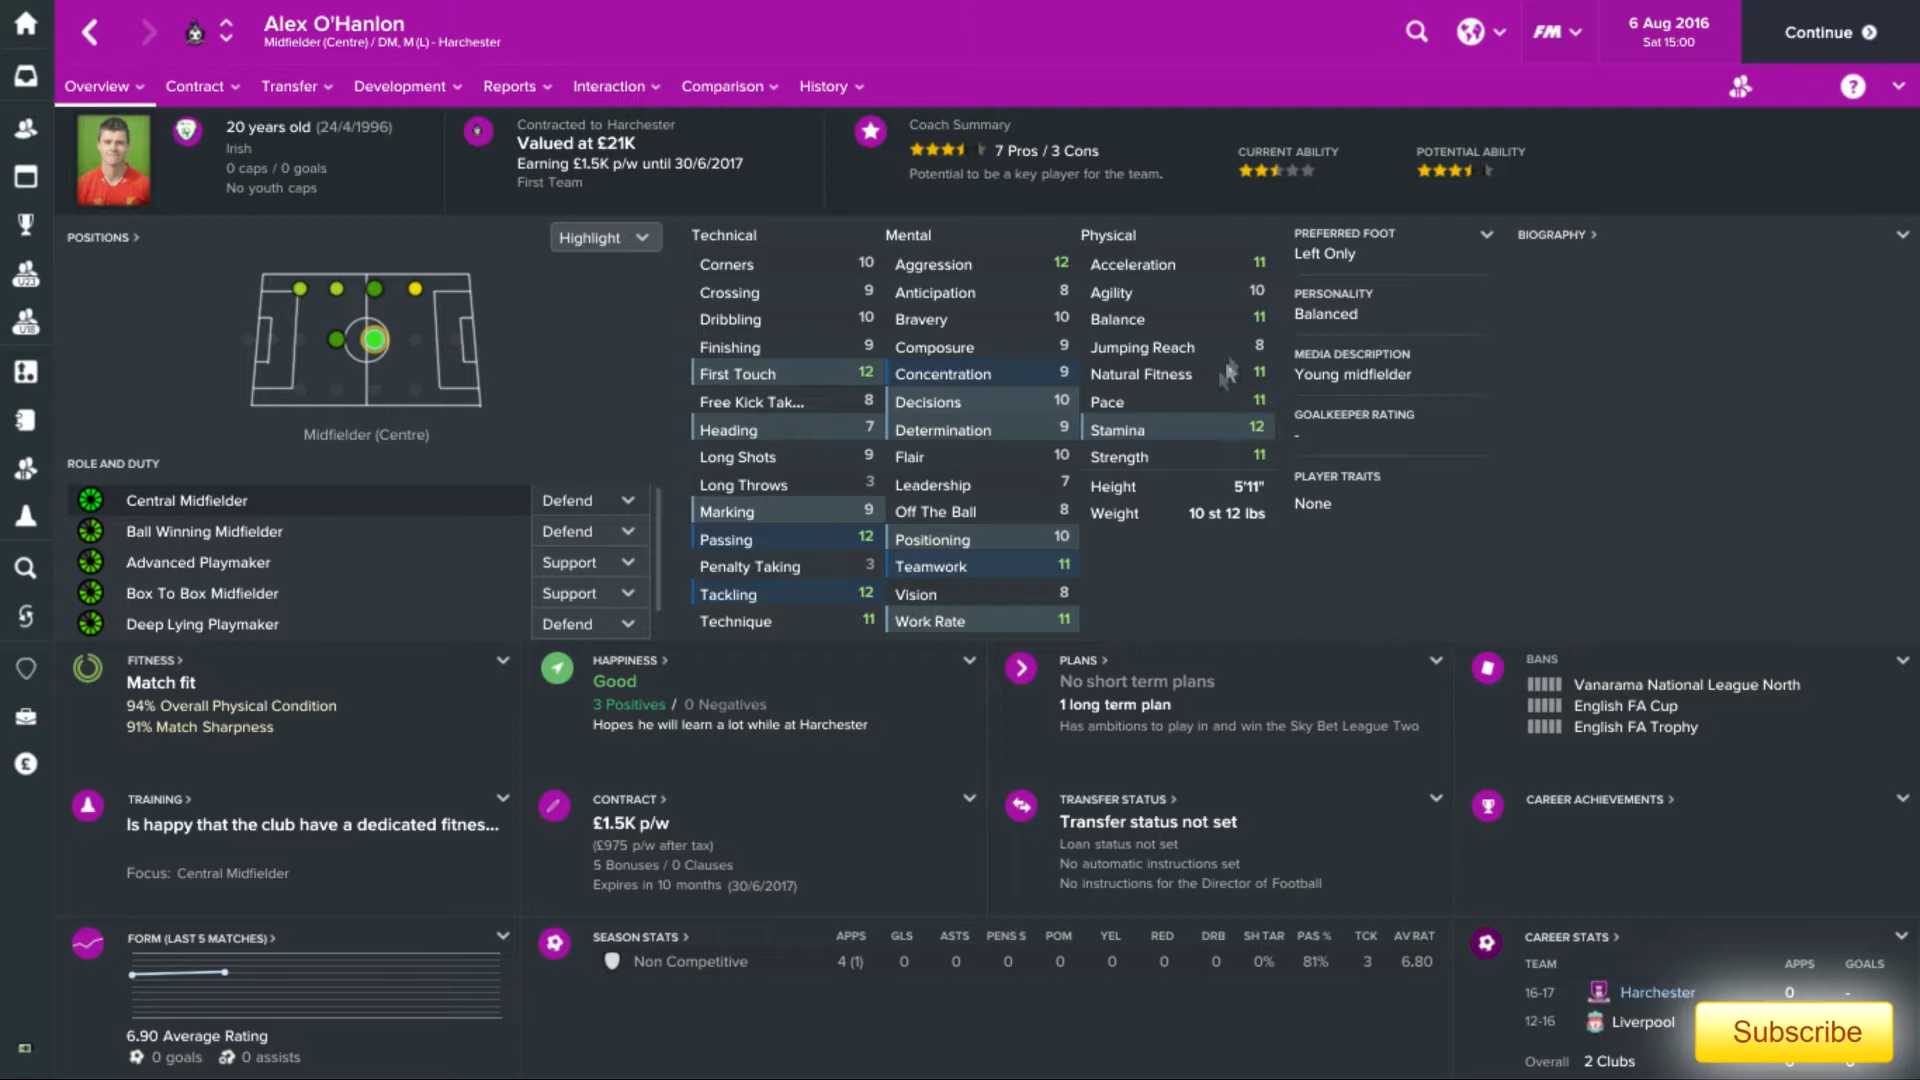 Alex O'Hanlon
Midfielder (Centre) / DM, M (L) - Harchester
FM
6 Aug 2016
Sat 15:00
Continue
Overview
Contract
Transfer
Development
Reports
Interaction
Comparison
History
?
20 years old (24/4/1996)
Irish
0 caps / 0 goals
No youth caps
Contracted to Harchester
Valued at £21K
Earning £1.5K p/w until 30/6/2017
First Team
Coach Summary
7 Pros / 3 Cons
Potential to be a key player for the team.
CURRENT ABILITY
POTENTIAL ABILITY
U23
U18
POSITIONS >
Highlight
Midfielder (Centre)
ROLE AND DUTY
Central Midfielder Defend
Ball Winning Midfielder Defend
Advanced Playmaker Support
Box To Box Midfielder Support
Deep Lying Playmaker Defend
Technical
Corners 10
Crossing 9
Dribbling 10
Finishing 9
First Touch 12
Free Kick Tak... 8
Heading 7
Long Shots 9
Long Throws 3
Marking 9
Passing 12
Penalty Taking 3
Tackling 12
Technique 11
Mental
Aggression 12
Anticipation 8
Bravery 10
Composure 9
Concentration 9
Decisions 10
Determination 9
Flair 10
Leadership 7
Off The Ball 8
Positioning 10
Teamwork 11
Vision 8
Work Rate 11
Physical
Acceleration 11
Agility 10
Balance 11
Jumping Reach 8
Natural Fitness 11
Pace 11
Stamina 12
Strength 11
Height 5'11"
Weight 10 st 12 lbs
PREFERRED FOOT
Left Only
PERSONALITY
Balanced
MEDIA DESCRIPTION
Young midfielder
GOALKEEPER RATING
-
PLAYER TRAITS
None
BIOGRAPHY >
FITNESS >
Match fit
94% Overall Physical Condition
91% Match Sharpness
HAPPINESS >
Good
3 Positives / 0 Negatives
Hopes he will learn a lot while at Harchester
PLANS >
No short term plans
1 long term plan
Has ambitions to play in and win the Sky Bet League Two
BANS
Vanarama National League North
English FA Cup
English FA Trophy
TRAINING >
Is happy that the club have a dedicated fitnes...
Focus: Central Midfielder
CONTRACT >
£1.5K p/w
(£975 p/w after tax)
5 Bonuses / 0 Clauses
Expires in 10 months (30/6/2017)
TRANSFER STATUS >
Transfer status not set
Loan status not set
No automatic instructions set
No instructions for the Director of Football
CAREER ACHIEVEMENTS >
FORM (LAST 5 MATCHES) >
6.90 Average Rating
0 goals 0 assists
SEASON STATS > APPS GLS ASTS PENS S POM YEL RED DRB SH TAR PAS % TCK AV RAT
Non Competitive 4 (1) 0 0 0 0 0 0 0 0% 81% 3 6.80
CAREER STATS >
TEAM APPS GOALS
16-17 Harchester 0 -
12-16 Liverpool
Overall 2 Clubs
Subscribe